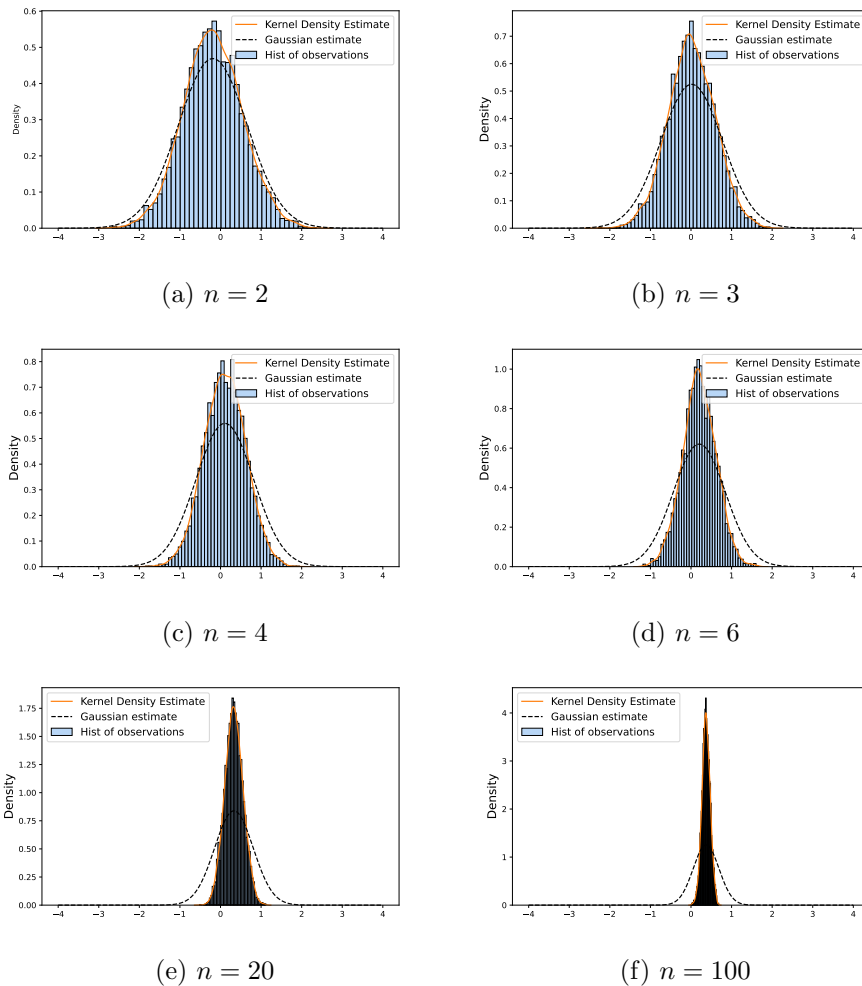 Kernel Density Estimate
Gaussian estimate
Hist of observations
Density
0.6
0.5
0.4
0.3
0.2
0.1
0.0
−4 −3 −2 −1 0 1 2 3 4
(a) n = 2
Kernel Density Estimate
Gaussian estimate
Hist of observations
Density
0.7
0.6
0.5
0.4
0.3
0.2
0.1
0.0
−4 −3 −2 −1 0 1 2 3 4
(b) n = 3
Kernel Density Estimate
Gaussian estimate
Hist of observations
Density
0.8
0.7
0.6
0.5
0.4
0.3
0.2
0.1
0.0
−4 −3 −2 −1 0 1 2 3 4
(c) n = 4
Kernel Density Estimate
Gaussian estimate
Hist of observations
Density
1.0
0.8
0.6
0.4
0.2
0.0
−4 −3 −2 −1 0 1 2 3 4
(d) n = 6
Kernel Density Estimate
Gaussian estimate
Hist of observations
Density
1.75
1.50
1.25
1.00
0.75
0.50
0.25
0.00
−4 −3 −2 −1 0 1 2 3 4
(e) n = 20
Kernel Density Estimate
Gaussian estimate
Hist of observations
Density
4
3
2
1
0
−4 −3 −2 −1 0 1 2 3 4
(f) n = 100